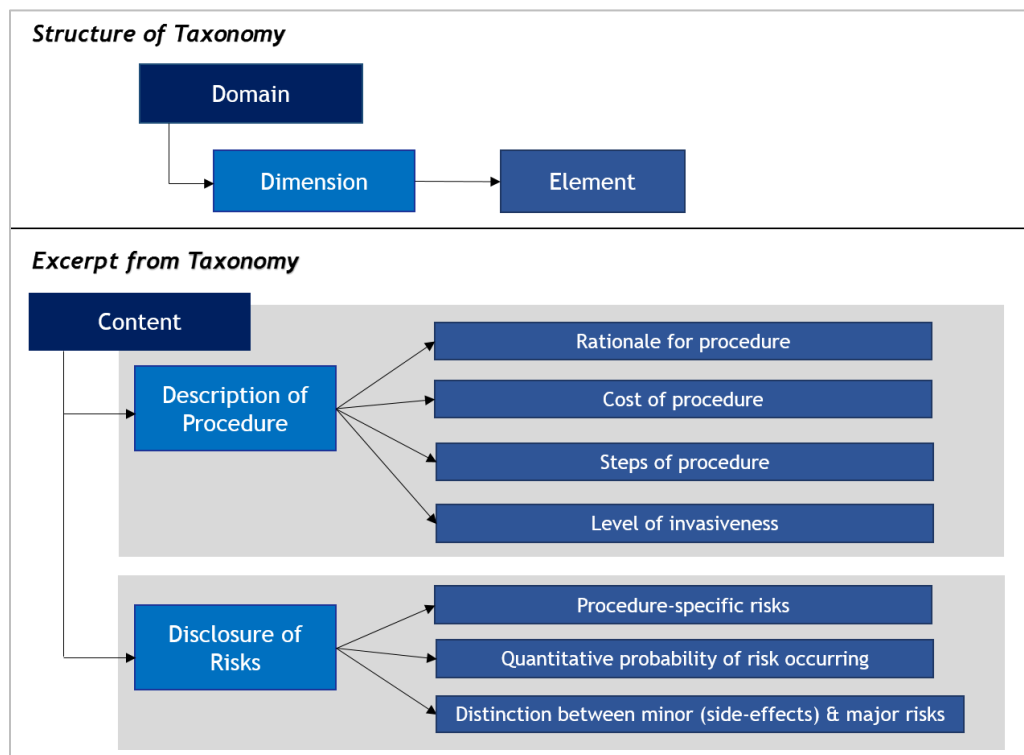 Structure of Taxonomy
Domain
Dimension
Element
Excerpt from Taxonomy
Content
Description of
Procedure
Rationale for procedure
Cost of procedure
Steps of procedure
Level of invasiveness
Disclosure of
Risks
Procedure-specific risks
Quantitative probability of risk occurring
Distinction between minor (side-effects) & major risks